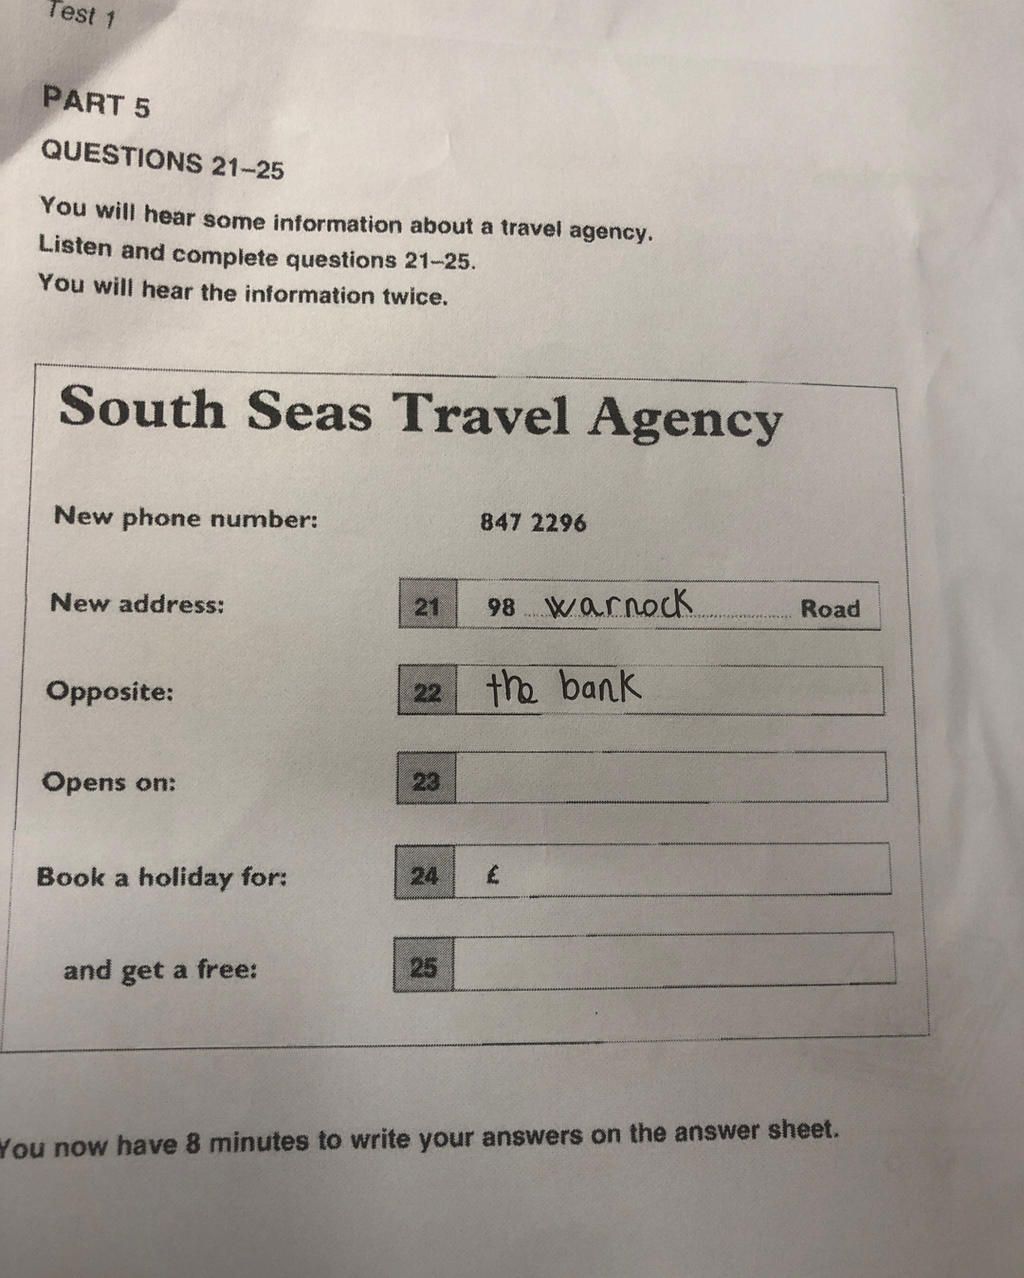 Test 1
PART 5
QUESTIONS 21–25
You will hear some information about a travel agency.
Listen and complete questions 21–25.
You will hear the information twice.
South Seas Travel Agency
New phone number: 847 2296
New address: 21 98 warnock Road
Opposite: 22 the bank
Opens on: 23
Book a holiday for: 24 £
and get a free: 25
You now have 8 minutes to write your answers on the answer sheet.